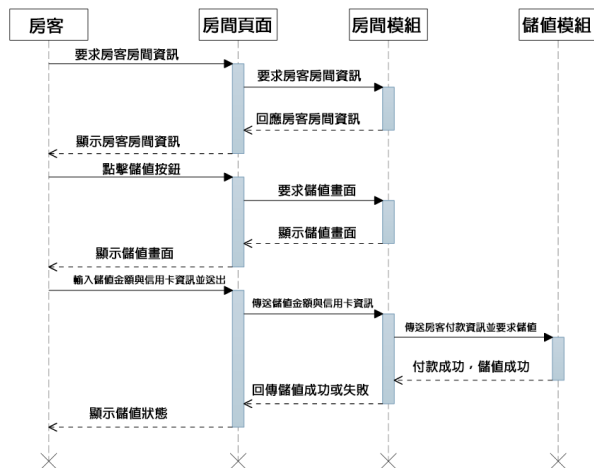 房客
房間頁面
房間模組
儲值模組
要求房客房間資訊
要求房客房間資訊
回應房客房間資訊
顯示房客房間資訊
點擊儲值按鈕
要求儲值畫面
顯示儲值畫面
顯示儲值畫面
輸入儲值金額與信用卡資訊並送出
傳送儲值金額與信用卡資訊
傳送房客付款資訊並要求儲值
付款成功，儲值成功
回傳儲值成功或失敗
顯示儲值狀態